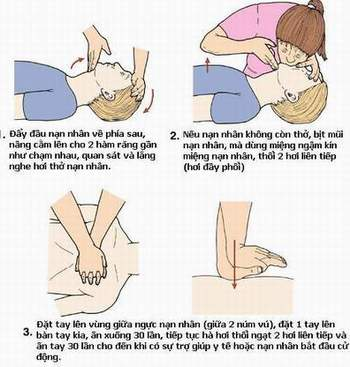 1. Đẩy đầu nạn nhân về phía sau,
nâng cằm lên cho 2 hàm răng gần
như chạm nhau, quan sát và lắng
nghe hơi thở nạn nhân.
2. Nếu nạn nhân không còn thở, bịt mũi
nạn nhân, mà dùng miệng ngậm kín
miệng nạn nhân, thổi 2 hơi liên tiếp
(hơi đầy phổi)
3. Đặt tay lên vùng giữa ngực nạn nhân (giữa 2 núm vú), đặt 1 tay lên
bàn tay kia, ấn xuống 30 lần, tiếp tục hà hơi thổi ngạt 2 hơi liên tiếp và
ấn tay 30 lần cho đến khi có sự trợ giúp y tế hoặc nạn nhân bắt đầu cử
động.